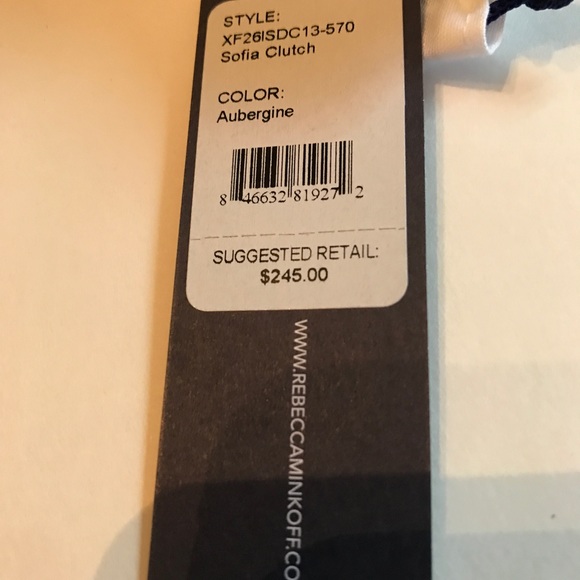 STYLE:
XF26ISDC13-570
Sofia Clutch
COLOR:
Aubergine
8 46632 81927 2
SUGGESTED RETAIL:
$245.00
WWW.REBECCAMINKOFF.CO